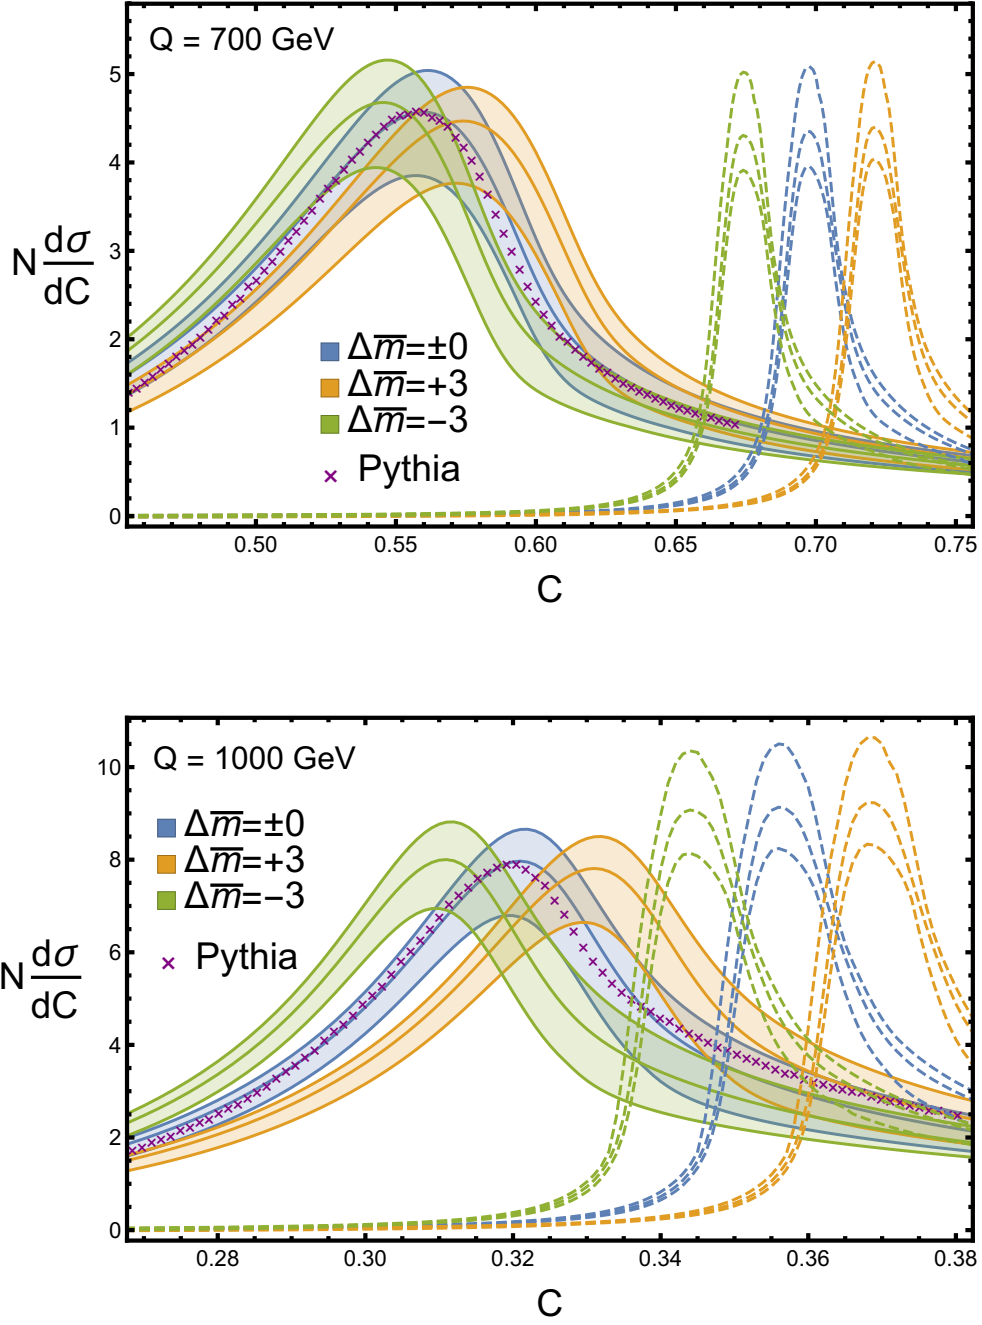 Q = 700 GeV
5
4
3
2
1
0
N dσ/dC
Δm̅=±0
Δm̅=+3
Δm̅=−3
Pythia
0.50 0.55 0.60 0.65 0.70 0.75
C
Q = 1000 GeV
10
8
6
4
2
0
N dσ/dC
Δm̅=±0
Δm̅=+3
Δm̅=−3
Pythia
0.28 0.30 0.32 0.34 0.36 0.38
C